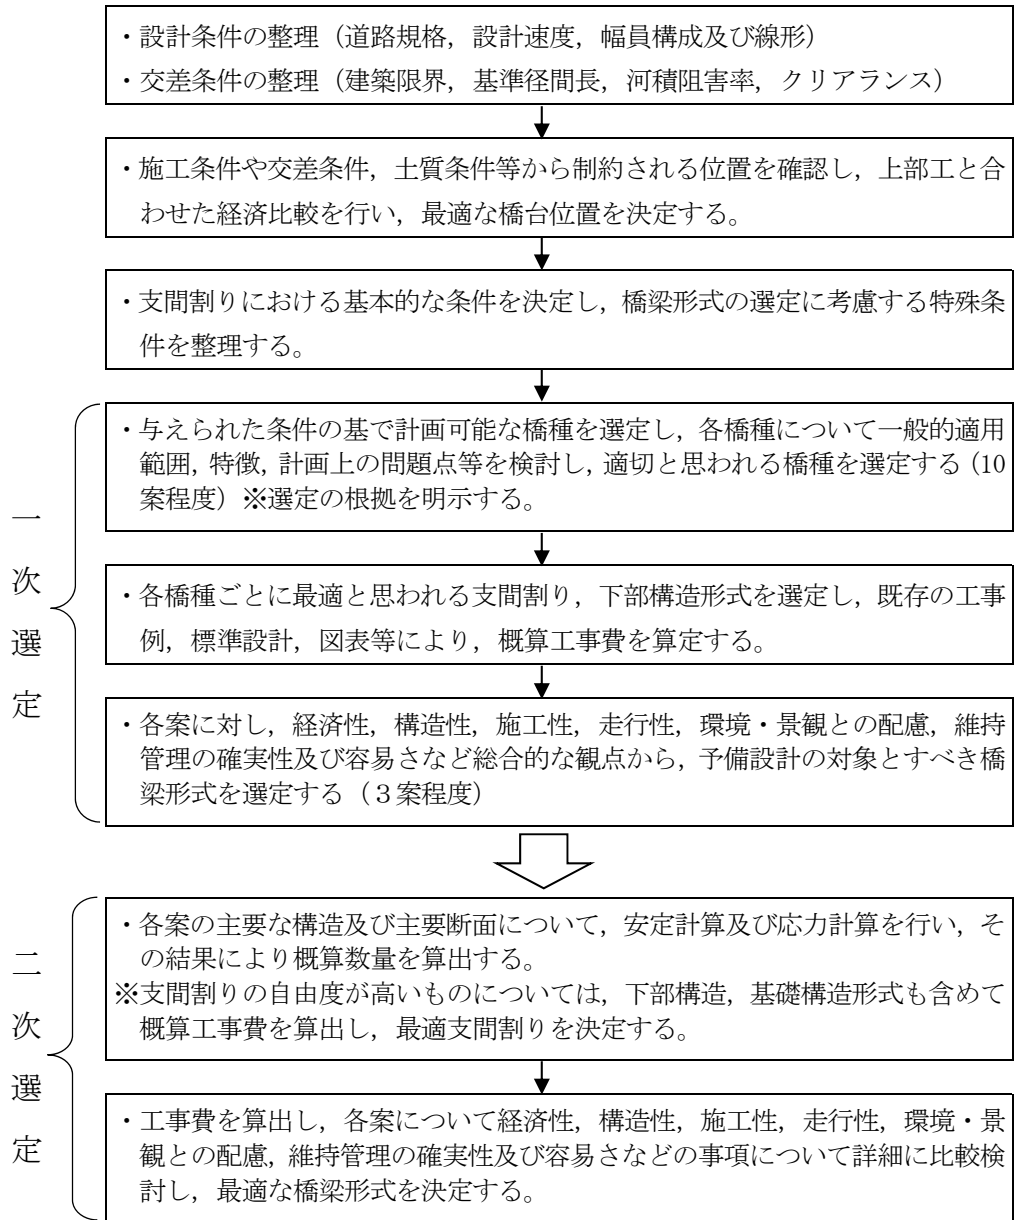 ・設計条件の整理（道路規格，設計速度，幅員構成及び線形）
・交差条件の整理（建築限界，基準径間長，河積阻害率，クリアランス）
・施工条件や交差条件，土質条件等から制約される位置を確認し，上部工と合
わせた経済比較を行い，最適な橋台位置を決定する。
・支間割りにおける基本的な条件を決定し，橋梁形式の選定に考慮する特殊条
件を整理する。
一次選定
・与えられた条件の基で計画可能な橋種を選定し，各橋種について一般的適用
範囲，特徴，計画上の問題点等を検討し，適切と思われる橋種を選定する（10
案程度）※選定の根拠を明示する。
・各橋種ごとに最適と思われる支間割り，下部構造形式を選定し，既存の工事
例，標準設計，図表等により，概算工事費を算定する。
・各案に対し，経済性，構造性，施工性，走行性，環境・景観との配慮，維持
管理の確実性及び容易さなど総合的な観点から，予備設計の対象とすべき橋
梁形式を選定する（３案程度）
二次選定
・各案の主要な構造及び主要断面について，安定計算及び応力計算を行い，そ
の結果により概算数量を算出する。
※支間割りの自由度が高いものについては，下部構造，基礎構造形式も含めて
概算工事費を算出し，最適支間割りを決定する。
・工事費を算出し，各案について経済性，構造性，施工性，走行性，環境・景
観との配慮，維持管理の確実性及び容易さなどの事項について詳細に比較検
討し，最適な橋梁形式を決定する。